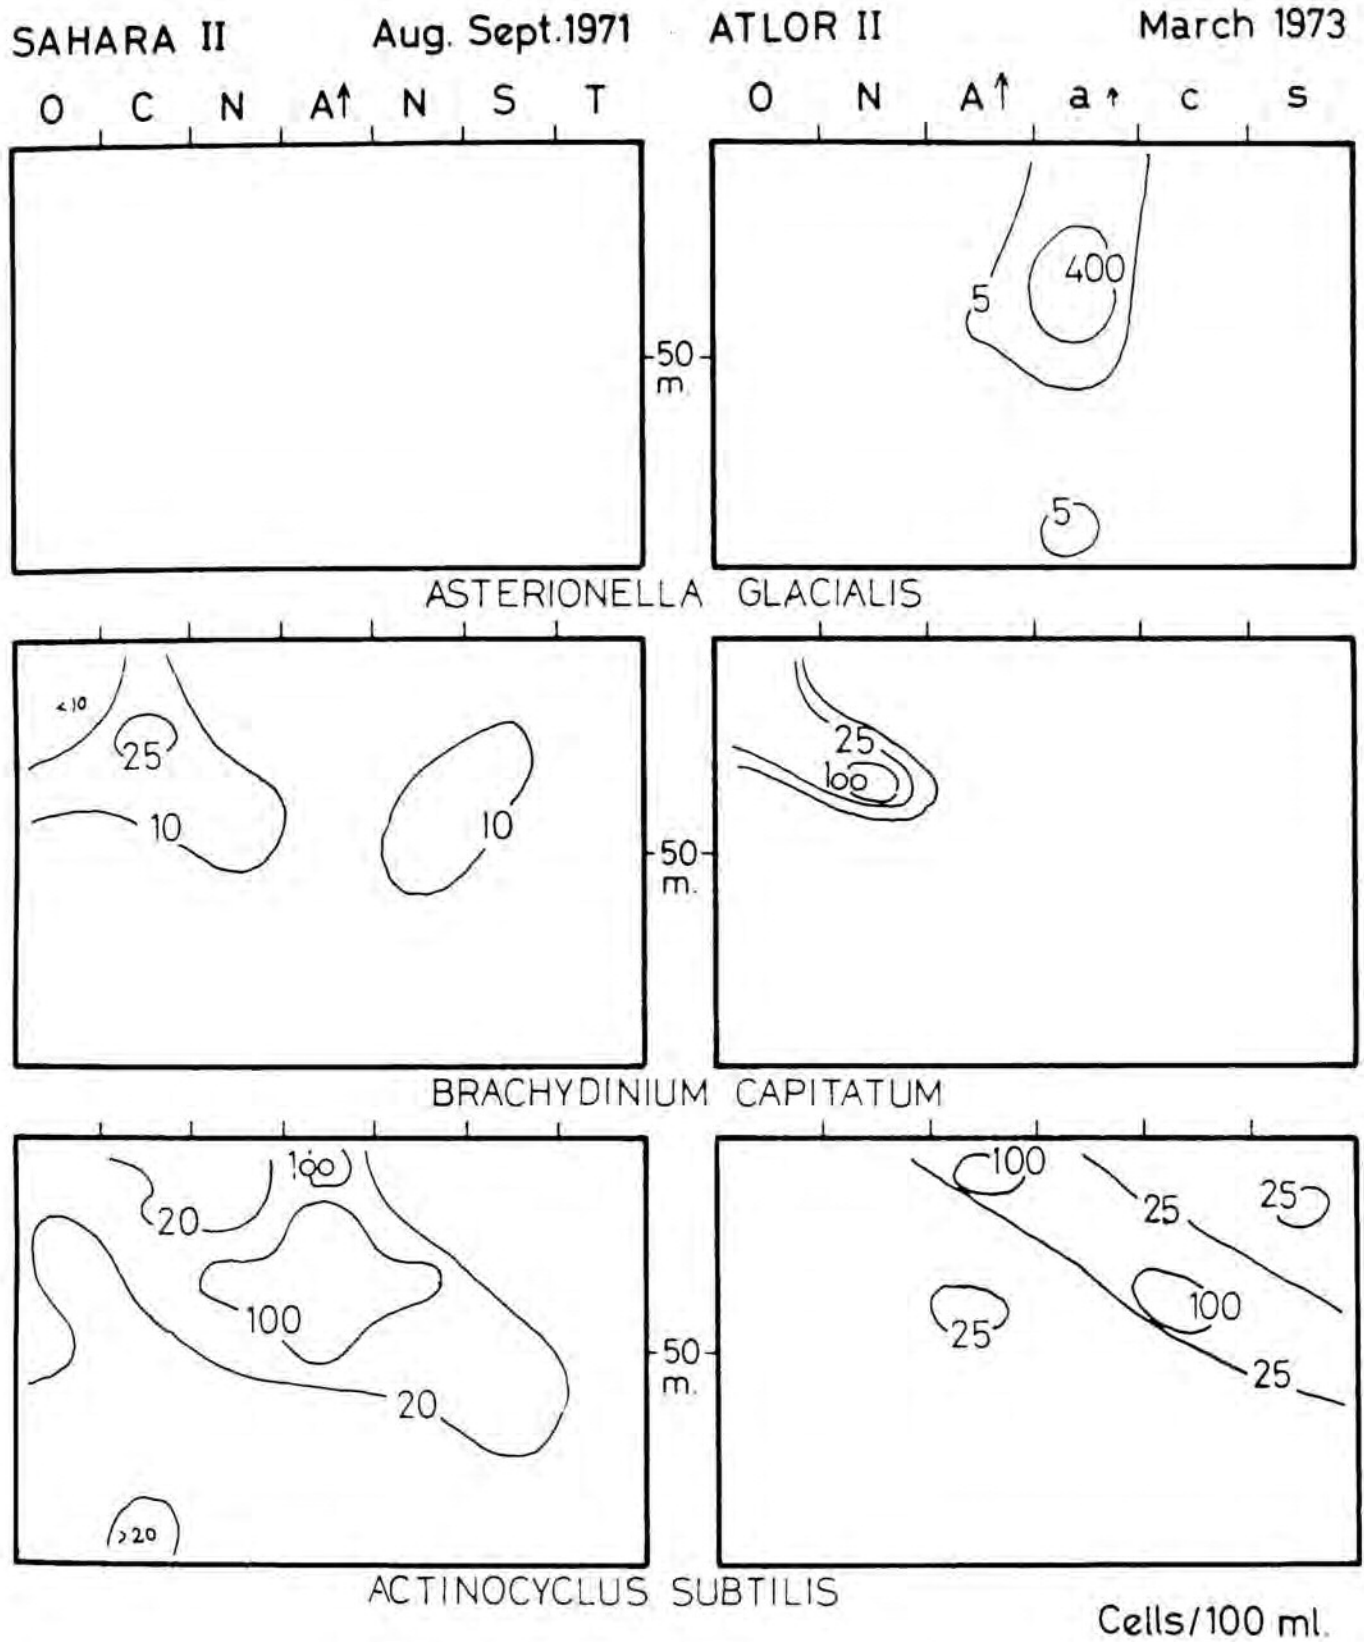 SAHARA II Aug. Sept.1971 ATLOR II March 1973
O C N A↑ N S T O N A↑ a↑ c s
400
5
50
m.
5
ASTERIONELLA GLACIALIS
<10
25 25
100
10 10
50
m.
BRACHYDINIUM CAPITATUM
100 100
20 25 25
100 100
25
50
m.
20 25
>20
ACTINOCYCLUS SUBTILIS
Cells/100 ml.